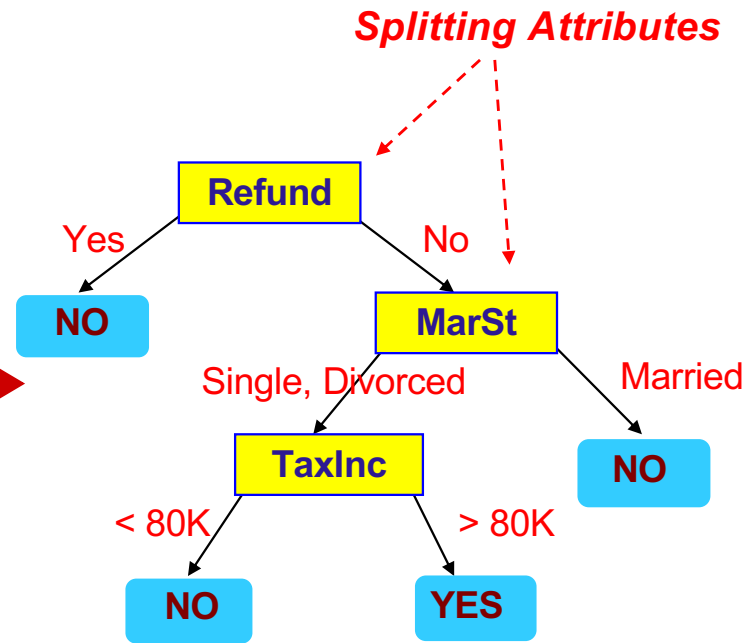 Splitting Attributes
Refund
Yes
No
NO
MarSt
Single, Divorced
Married
TaxInc
NO
< 80K
> 80K
NO
YES